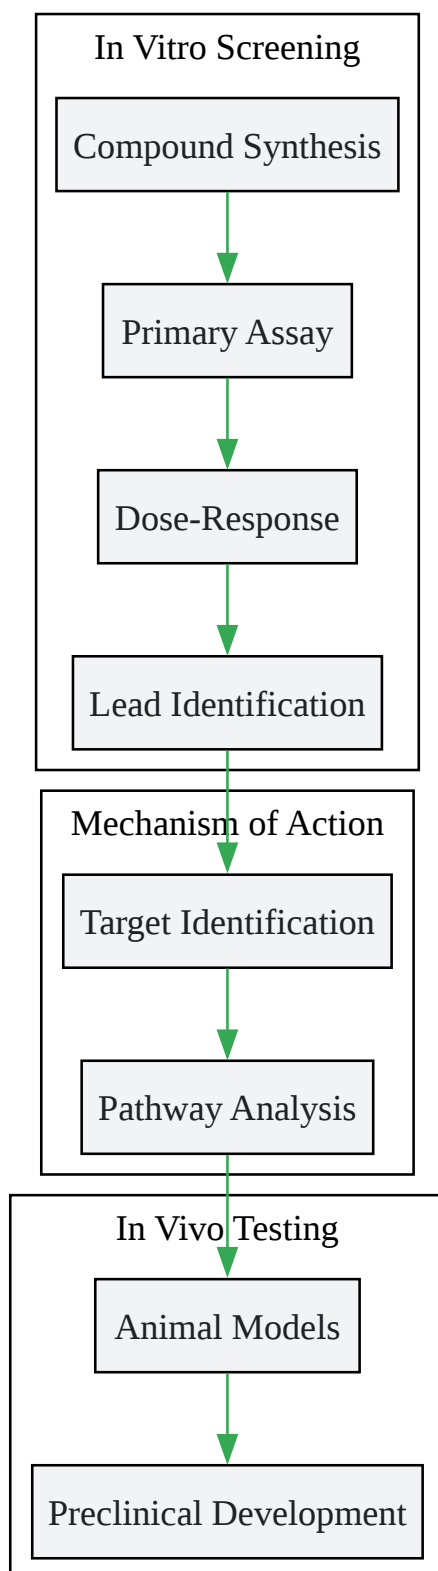 In Vitro Screening
Compound Synthesis
Primary Assay
Dose-Response
Lead Identification
Mechanism of Action
Target Identification
Pathway Analysis
In Vivo Testing
Animal Models
Preclinical Development